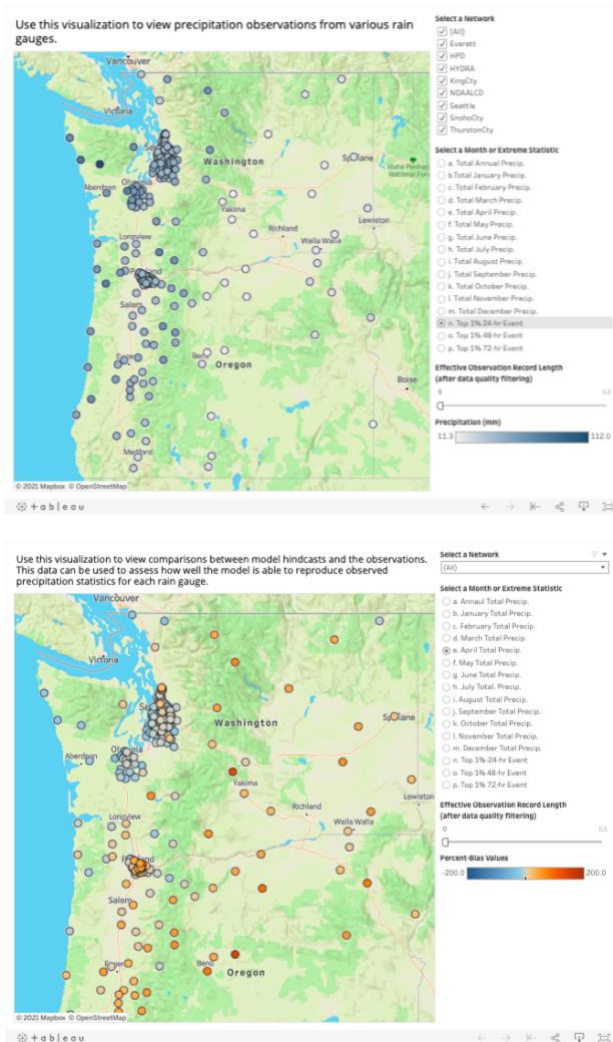 Use this visualization to view precipitation observations from various rain
gauges.
Select a Network
(All)
Everett
HPD
HYDRA
KingCty
NOAALCD
Seattle
SnohoCty
ThurstonCty
Select a Month or Extreme Statistic
a. Total Annual Precip.
b.Total January Precip.
c. Total February Precip.
d. Total March Precip.
e. Total April Precip.
f. Total May Precip.
g. Total June Precip.
h. Total July Precip.
i. Total August Precip.
j. Total September Precip.
k. Total October Precip.
l. Total November Precip.
m. Total December Precip.
n. Top 1% 24-hr Event
o. Top 1% 48-hr Event
p. Top 1% 72-hr Event
Effective Observation Record Length
(after data quality filtering)
0 63
Precipitation (mm)
11.3 112.0
Vancouver
Victoria
Washington
Aberdeen
Yakima
Richland
Lewiston
Longview
Walla Walla
Salem
Oregon
Boise
Medford
© 2021 Mapbox © OpenStreetMap
+ a b l e a u
Use this visualization to view comparisons between model hindcasts and the observations.
This data can be used to assess how well the model is able to reproduce observed
precipitation statistics for each rain gauge.
Select a Network
(All)
Select a Month or Extreme Statistic
a. Annaul Total Precip.
b. January Total Precip.
c. February Total Precip.
d. March Total Precip.
e. April Total Precip.
f. May Total Precip.
g. June Total Precip.
h. July Total. Precip.
i. August Total Precip.
j. September Total Precip.
k. October Total Precip.
l. November Total Precip.
m. December Total Precip.
n. Top 1%-24-hr Event
o. Top 1% 48-hr Event
p. Top 1% 72-hr Event
Effective Observation Record Length
(after data quality filtering)
0 63
Percent-Bias Values
-200.0 200.0
Vancouver
Victoria
Washington
Aberdeen
Yakima
Richland
Lewiston
Longview
Walla Walla
Salem
Bend
Oregon
© 2021 Mapbox © OpenStreetMap
+ a b l e a u